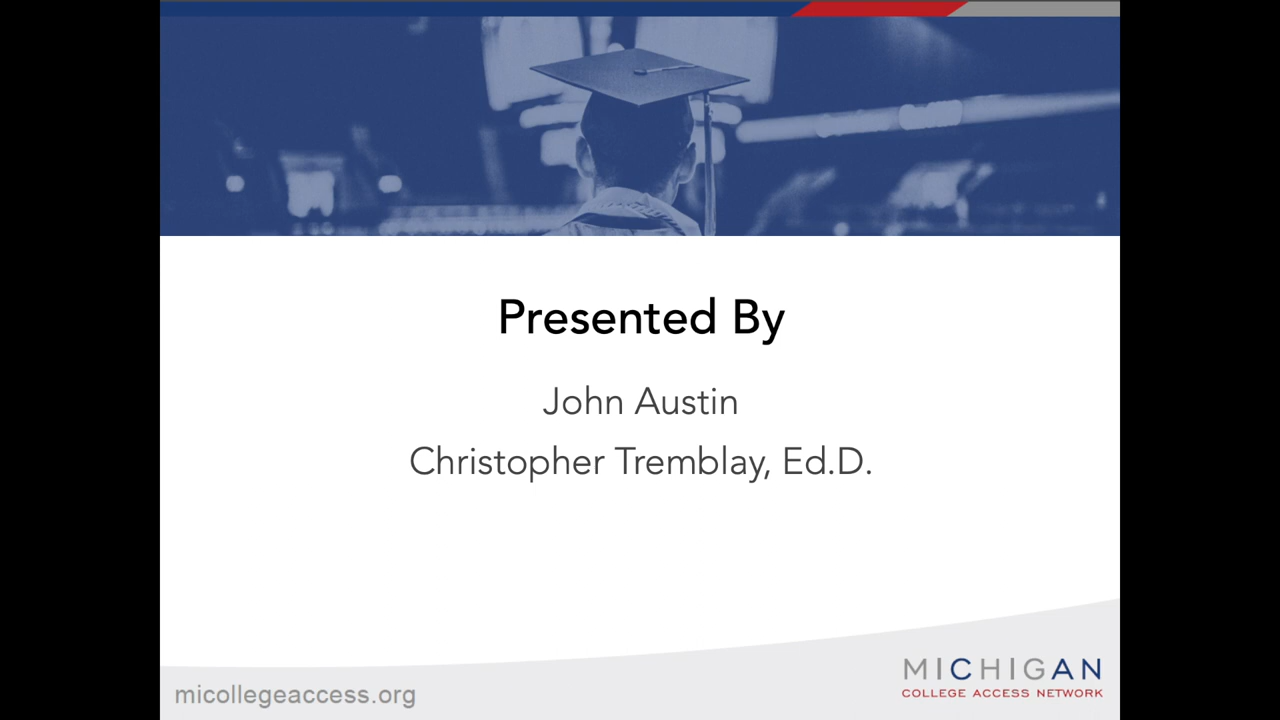 Presented By
John Austin
Christopher Tremblay, Ed.D.
micollegeaccess.org
MICHIGAN
COLLEGE ACCESS NETWORK